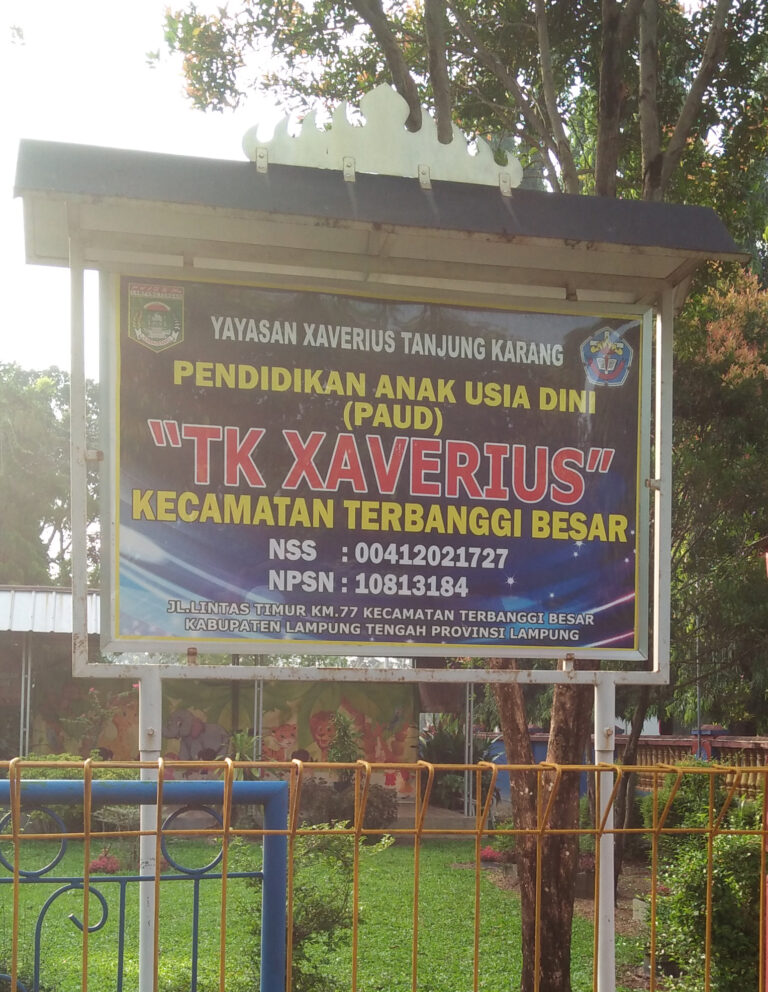 YAYASAN XAVERIUS TANJUNG KARANG
PENDIDIKAN ANAK USIA DINI
(PAUD)
"TK XAVERIUS"
KECAMATAN TERBANGGI BESAR
NSS : 00412021727
NPSN : 10813184
JL.LINTAS TIMUR KM.77 KECAMATAN TERBANGGI BESAR
KABUPATEN LAMPUNG TENGAH PROVINSI LAMPUNG